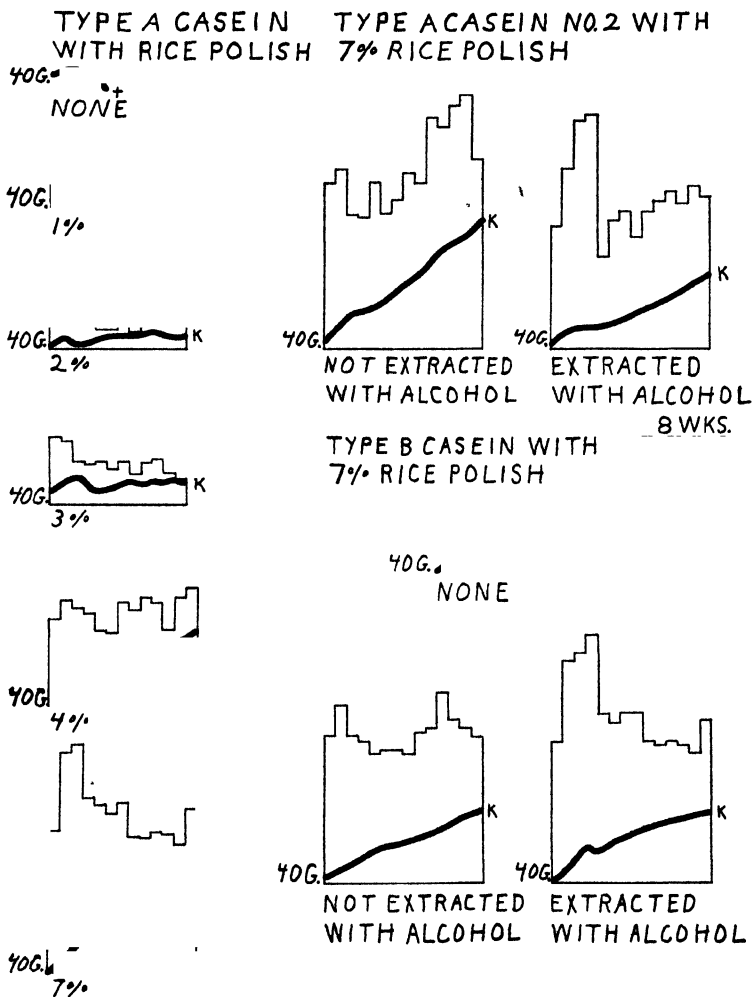 TYPE A CASEIN
WITH RICE POLISH
40G.
NONE
40G.
1%
40G.
K
2%
40G.
K
3%
40G.
4%
40G.
7%
TYPE A CASEIN NO.2 WITH
7% RICE POLISH
K
40G.
NOT EXTRACTED
WITH ALCOHOL
K
40G.
EXTRACTED
WITH ALCOHOL
8 WKS.
TYPE B CASEIN WITH
7% RICE POLISH
40G.
NONE
K
40G.
NOT EXTRACTED
WITH ALCOHOL
K
40G.
EXTRACTED
WITH ALCOHOL